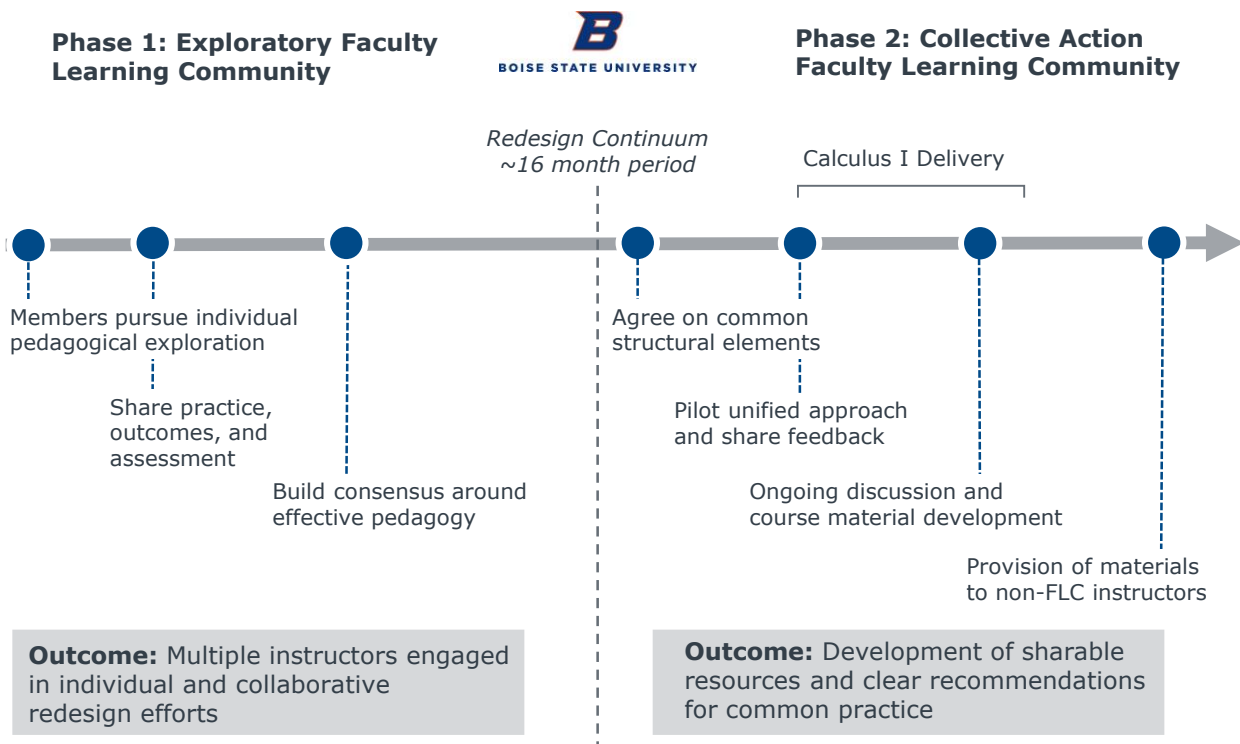 Phase 1: Exploratory Faculty
Learning Community
B
BOISE STATE UNIVERSITY
Phase 2: Collective Action
Faculty Learning Community
Redesign Continuum
~16 month period
Calculus I Delivery
Members pursue individual
pedagogical exploration
Share practice,
outcomes, and
assessment
Build consensus around
effective pedagogy
Agree on common
structural elements
Pilot unified approach
and share feedback
Ongoing discussion and
course material development
Provision of materials
to non-FLC instructors
Outcome: Multiple instructors engaged
in individual and collaborative
redesign efforts
Outcome: Development of sharable
resources and clear recommendations
for common practice